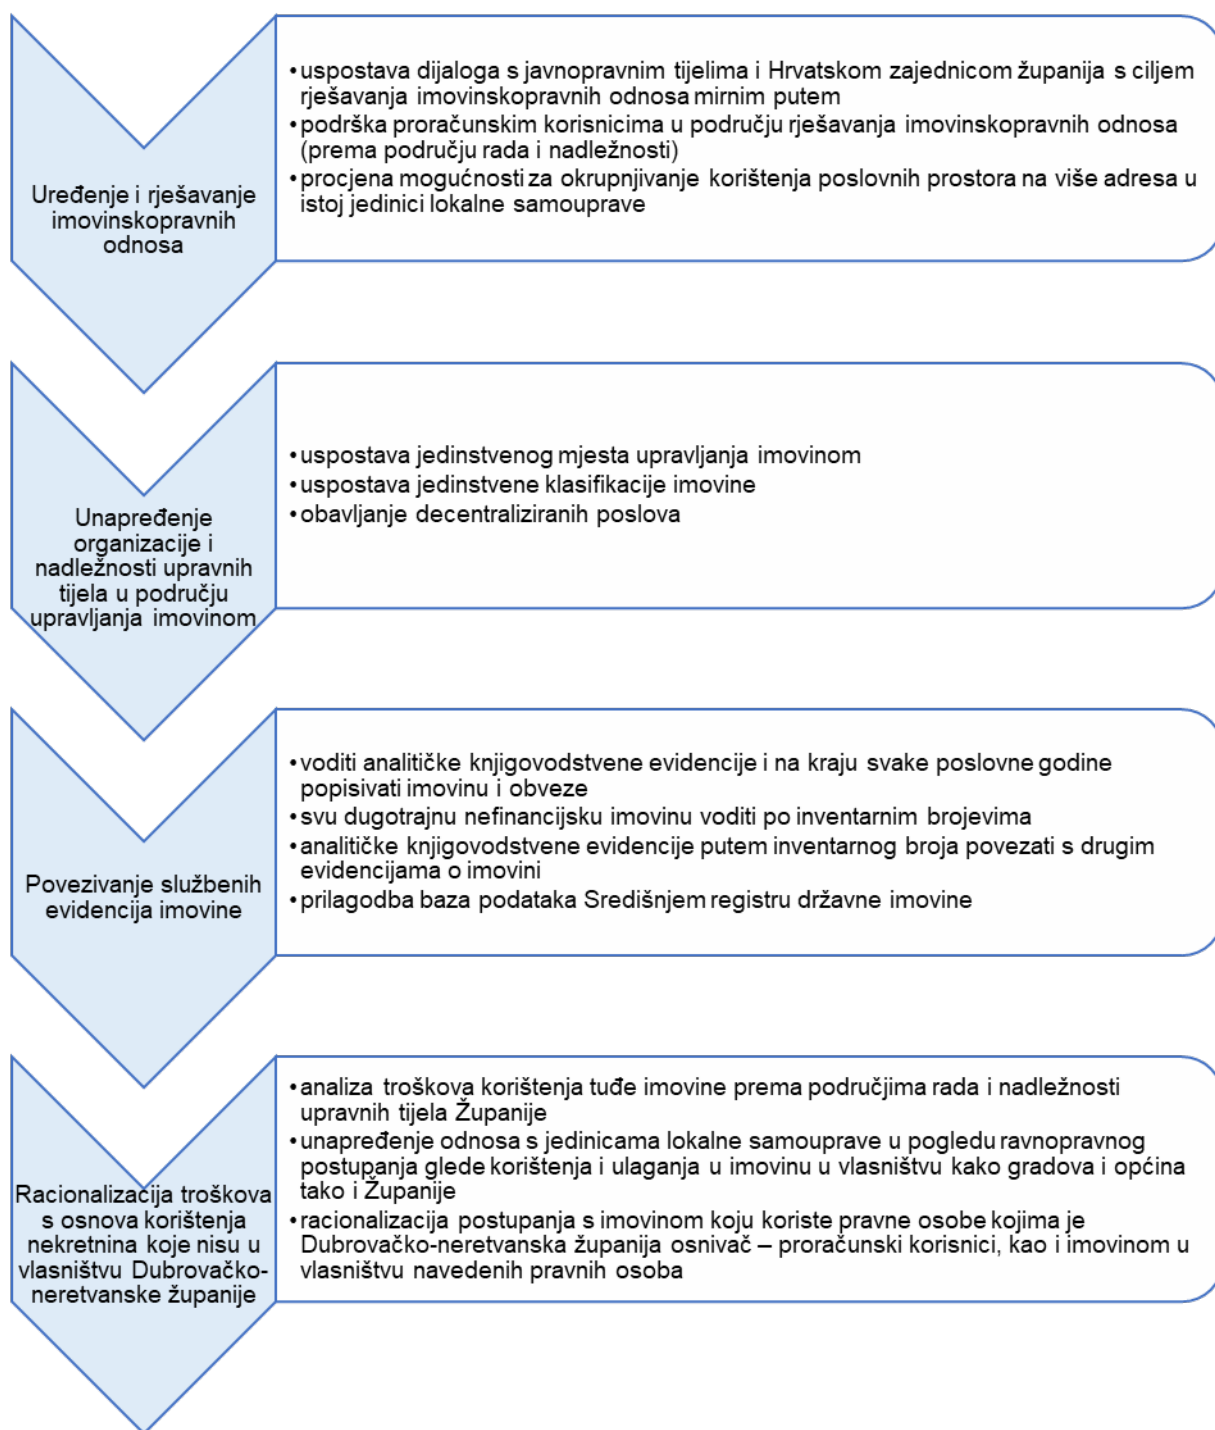 Uređenje i rješavanje
imovinskopravnih
odnosa
•uspostava dijaloga s javnopravnim tijelima i Hrvatskom zajednicom županija s ciljem
rješavanja imovinskopravnih odnosa mirnim putem
•podrška proračunskim korisnicima u području rješavanja imovinskopravnih odnosa
(prema području rada i nadležnosti)
•procjena mogućnosti za okrupnjivanje korištenja poslovnih prostora na više adresa u
istoj jedinici lokalne samouprave
Unapređenje
organizacije i
nadležnosti upravnih
tijela u području
upravljanja imovinom
•uspostava jedinstvenog mjesta upravljanja imovinom
•uspostava jedinstvene klasifikacije imovine
•obavljanje decentraliziranih poslova
Povezivanje službenih
evidencija imovine
•voditi analitičke knjigovodstvene evidencije i na kraju svake poslovne godine
popisivati imovinu i obveze
•svu dugotrajnu nefinancijsku imovinu voditi po inventarnim brojevima
•analitičke knjigovodstvene evidencije putem inventarnog broja povezati s drugim
evidencijama o imovini
•prilagodba baza podataka Središnjem registru državne imovine
Racionalizacija troškova
s osnova korištenja
nekretnina koje nisu u
vlasništvu Dubrovačko-
neretvanske županije
•analiza troškova korištenja tuđe imovine prema područjima rada i nadležnosti
upravnih tijela Županije
•unapređenje odnosa s jedinicama lokalne samouprave u pogledu ravnopravnog
postupanja glede korištenja i ulaganja u imovinu u vlasništvu kako gradova i općina
tako i Županije
•racionalizacija postupanja s imovinom koju koriste pravne osobe kojima je
Dubrovačko-neretvanska županija osnivač – proračunski korisnici, kao i imovinom u
vlasništvu navedenih pravnih osoba